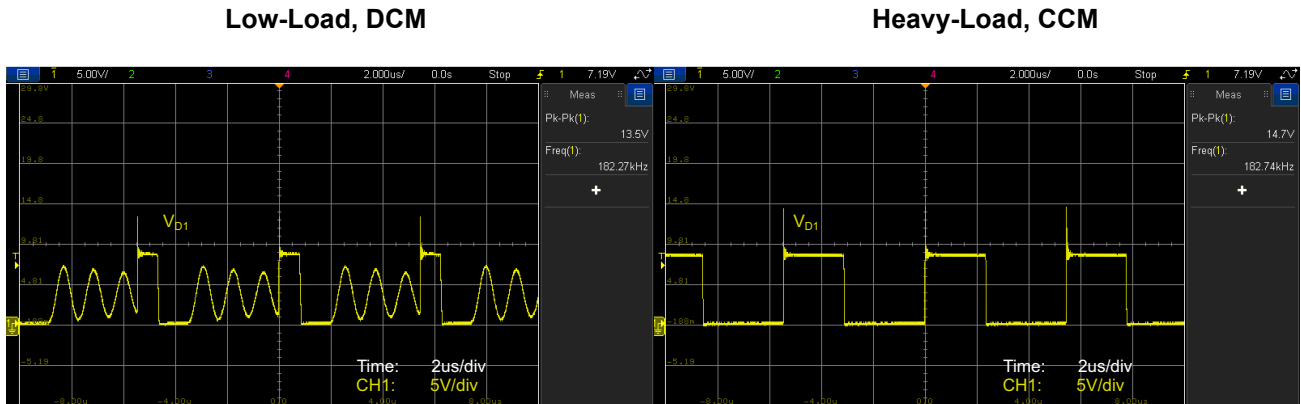 Low-Load, DCM
Heavy-Load, CCM
1 5.00V/ 2 3 4 2.000us/ 0.0s Stop 1 7.19V
29.8V
24.8
19.8
14.8
9.81
4.81
-188m
-5.19
-8.00u -4.00u 0.0 4.00u 8.00u
T
VD1
Time: 2us/div
CH1: 5V/div
Meas
Pk-Pk(1):
13.5V
Freq(1):
182.27kHz
+
1 5.00V/ 2 3 4 2.000us/ 0.0s Stop 1 7.19V
29.8V
24.8
19.8
14.8
9.81
4.81
-188m
-5.19
-8.00u -4.00u 0.0 4.00u 8.00u
T
VD1
Time: 2us/div
CH1: 5V/div
Meas
Pk-Pk(1):
14.7V
Freq(1):
182.74kHz
+